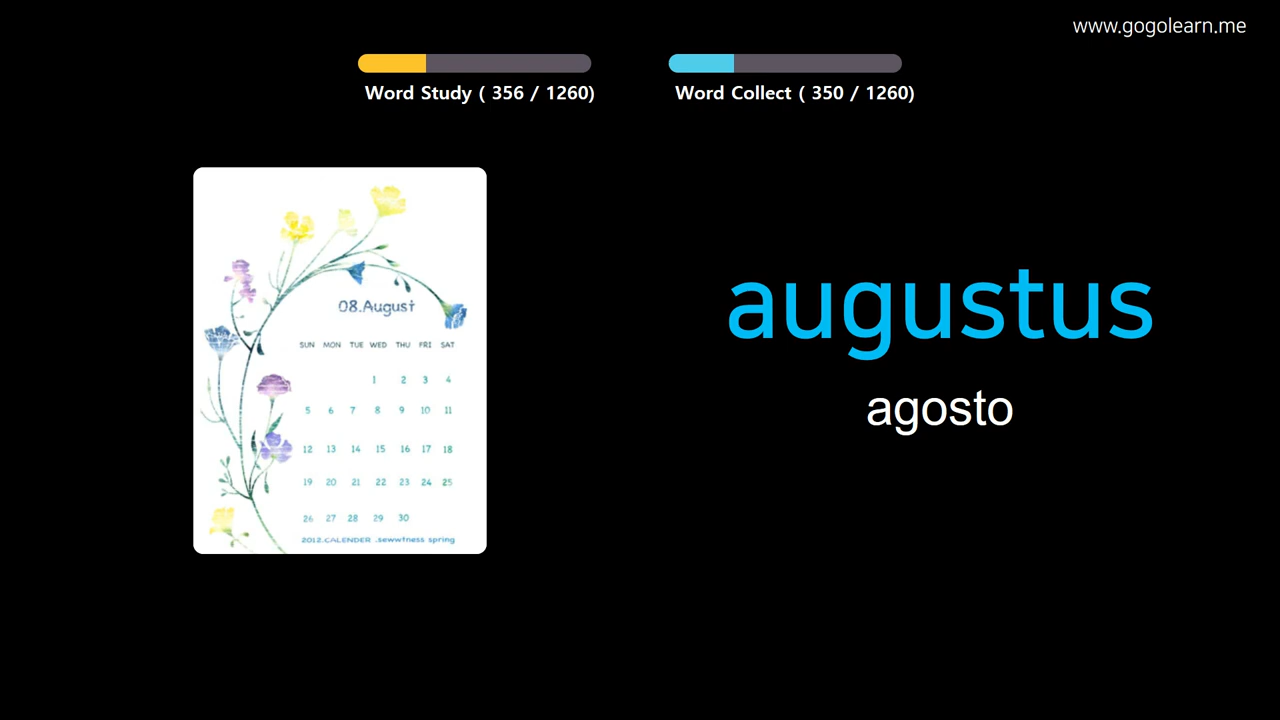 www.gogolearn.me
Word Study ( 356 / 1260)
Word Collect ( 350 / 1260)
08.August
SUN MON TUE WED THU FRI SAT
1 2 3 4
5 6 7 8 9 10 11
12 13 14 15 16 17 18
19 20 21 22 23 24 25
26 27 28 29 30
2012.CALENDER .sewwtness spring
augustus
agosto